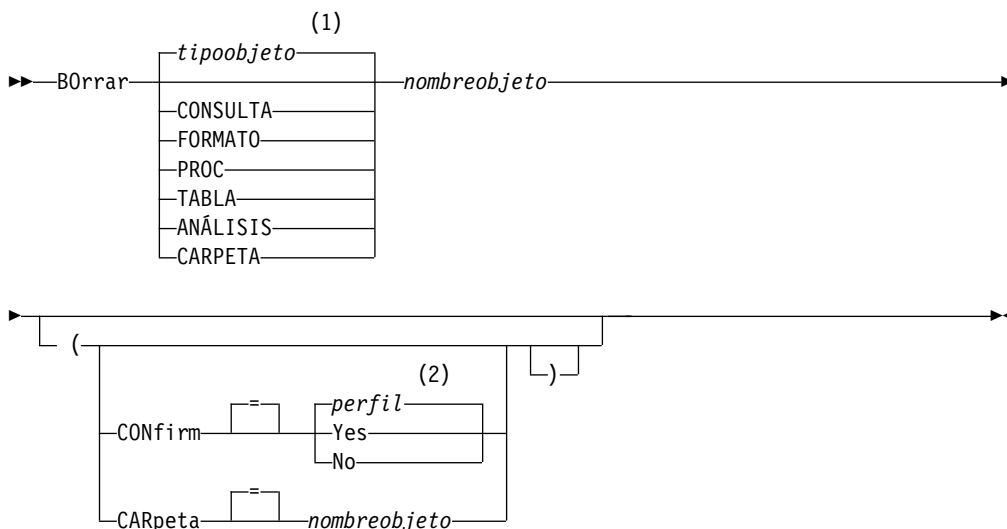 (1)
tipoobjeto
BOrrar nombreobjeto
CONSULTA
FORMATO
PROC
TABLA
ANÁLISIS
CARPETA
(
)
(2)
= perfil
CONfirm Yes
No
=
CARpeta nombreobjeto